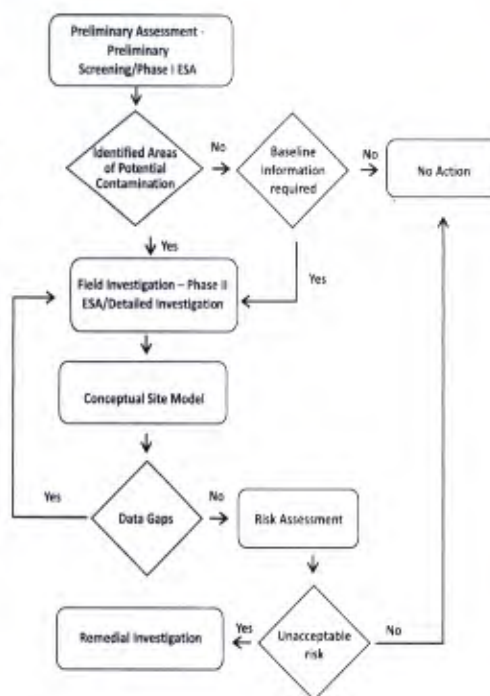 Preliminary Assessment -
Preliminary
Screening/Phase I ESA
Identified Areas
of Potential
Contamination
No
Baseline
Information
required
No
No Action
Yes
Yes
Field Investigation – Phase II
ESA/Detailed Investigation
Conceptual Site Model
Yes
Data Gaps
No
Risk Assessment
Remedial Investigation
Yes
Unacceptable
risk
No